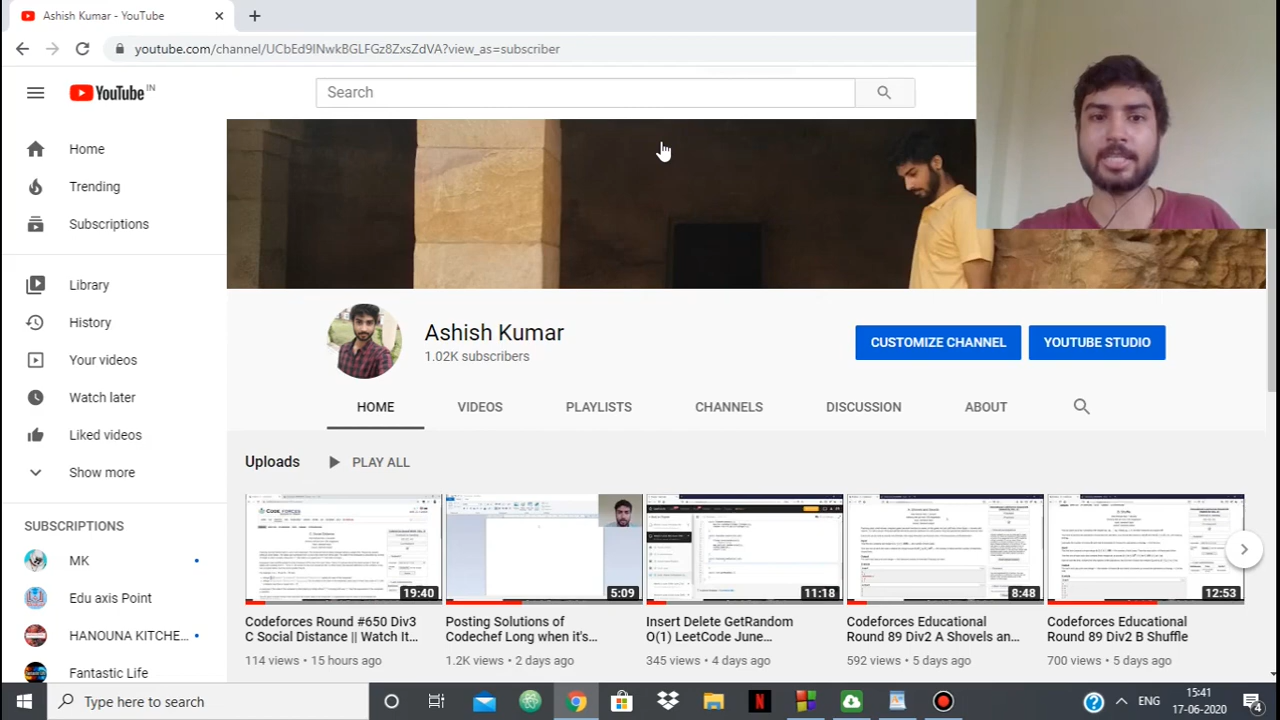 Ashish Kumar - YouTube
youtube.com/channel/UCbEd9INwkBGLFGz8ZxsZdVA?view_as=subscriber
YouTube IN
Search
Home
Trending
Subscriptions
Library
History
Your videos
Watch later
Liked videos
Show more
SUBSCRIPTIONS
MK
Edu axis Point
HANOUNA KITCHE...
Fantastic Life
Ashish Kumar
1.02K subscribers
CUSTOMIZE CHANNEL
YOUTUBE STUDIO
HOME VIDEOS PLAYLISTS CHANNELS DISCUSSION ABOUT
Uploads PLAY ALL
19:40
5:09
11:18
8:48
12:53
Codeforces Round #650 Div3
C Social Distance || Watch It...
114 views • 15 hours ago
Posting Solutions of
Codechef Long when it's...
1.2K views • 2 days ago
Insert Delete GetRandom
O(1) LeetCode June...
345 views • 4 days ago
Codeforces Educational
Round 89 Div2 A Shovels an...
592 views • 5 days ago
Codeforces Educational
Round 89 Div2 B Shuffle
700 views • 5 days ago
Type here to search
ENG
15:41
17-06-2020
4